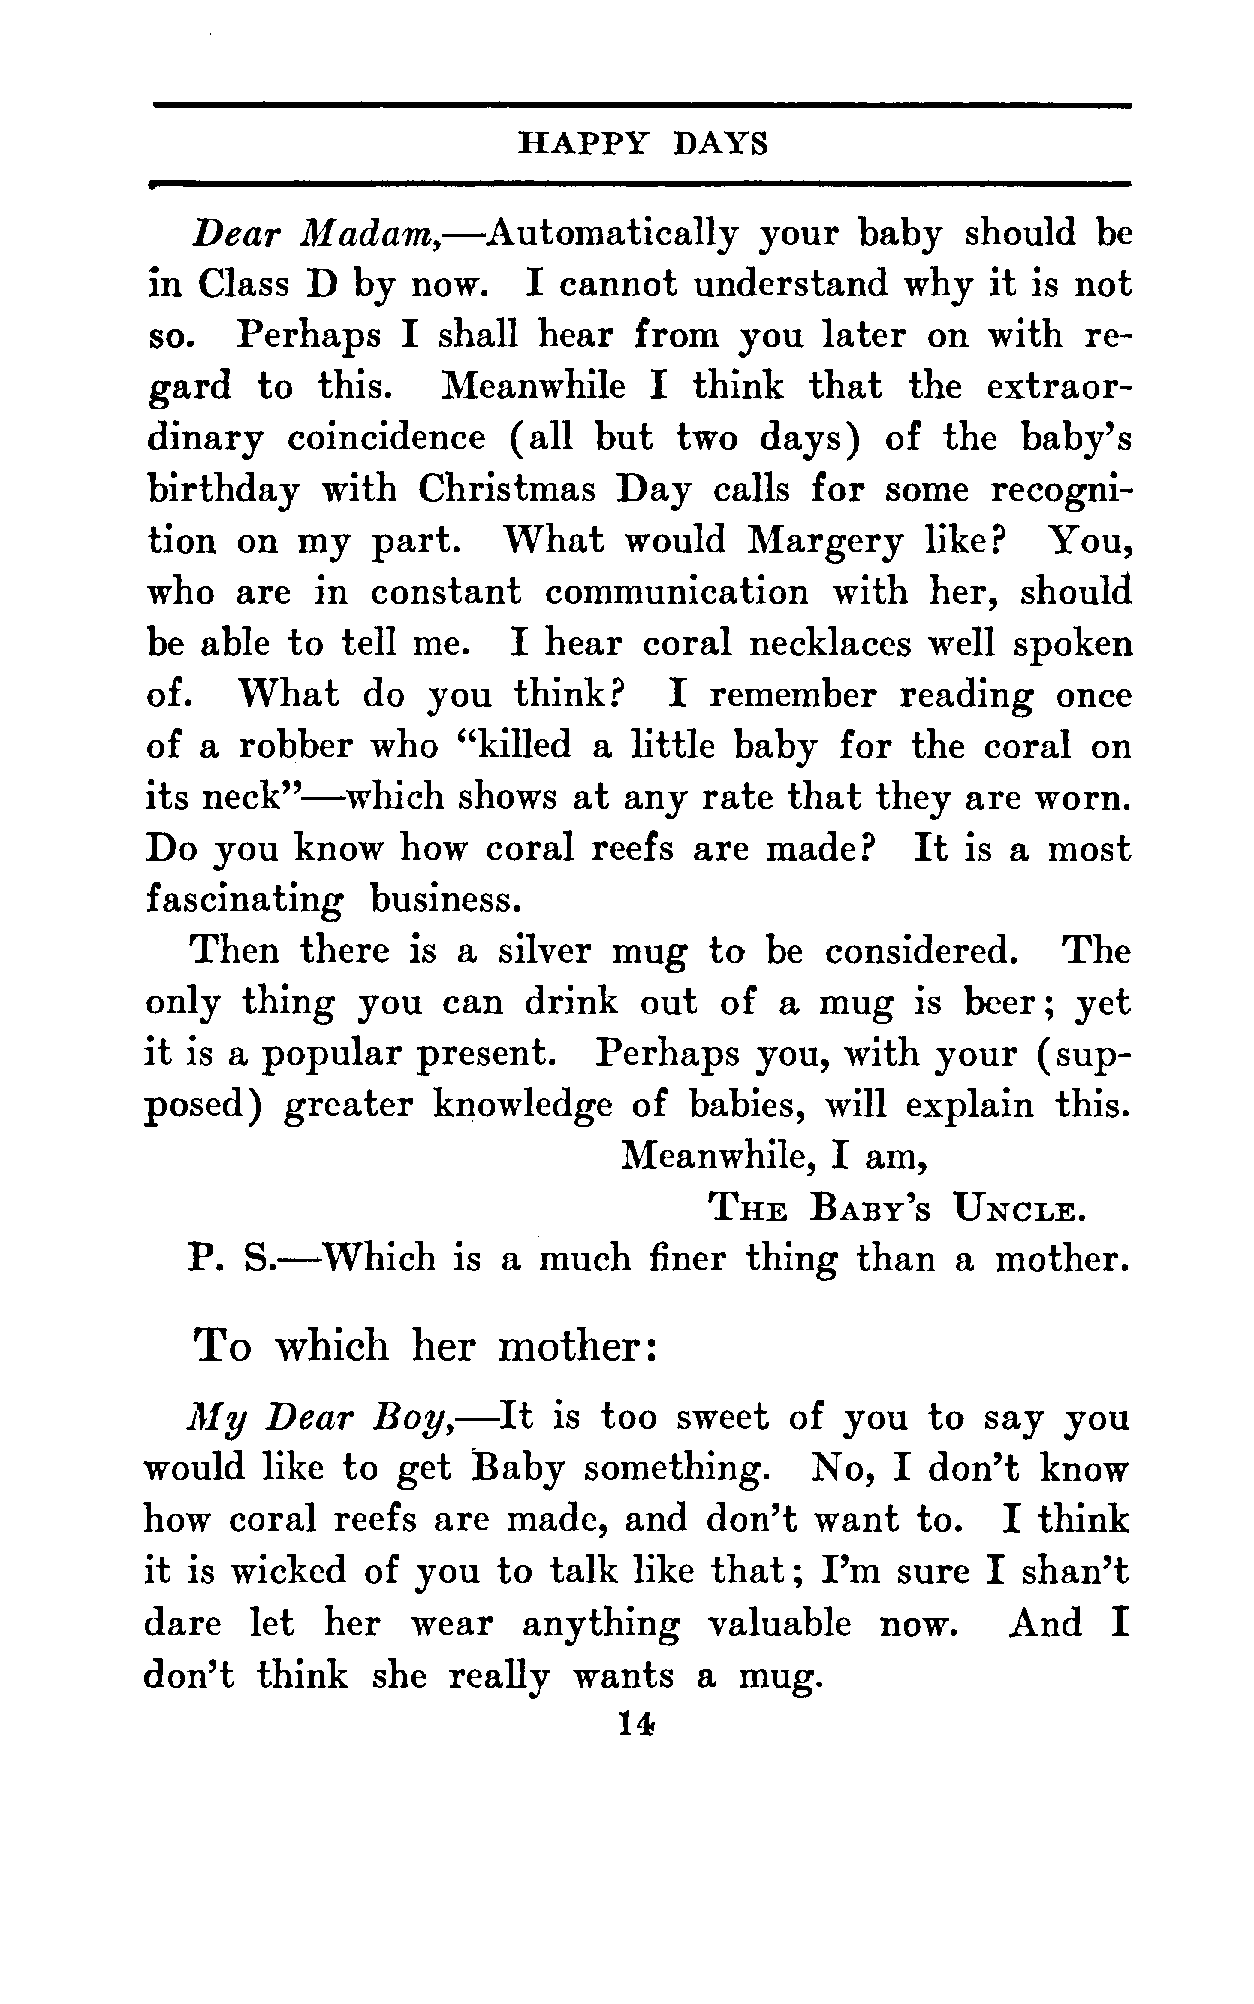 HAPPY DAYS
Dear Madam,—Automatically your baby should be
in Class D by now. I cannot understand why it is not
so. Perhaps I shall hear from you later on with re-
gard to this. Meanwhile I think that the extraor-
dinary coincidence (all but two days) of the baby's
birthday with Christmas Day calls for some recogni-
tion on my part. What would Margery like? You,
who are in constant communication with her, should
be able to tell me. I hear coral necklaces well spoken
of. What do you think? I remember reading once
of a robber who “killed a little baby for the coral on
its neck”—which shows at any rate that they are worn.
Do you know how coral reefs are made? It is a most
fascinating business.
Then there is a silver mug to be considered. The
only thing you can drink out of a mug is beer; yet
it is a popular present. Perhaps you, with your (sup-
posed) greater knowledge of babies, will explain this.
Meanwhile, I am,
THE BABY'S UNCLE.
P. S.—Which is a much finer thing than a mother.
To which her mother:
My Dear Boy,—It is too sweet of you to say you
would like to get Baby something. No, I don't know
how coral reefs are made, and don't want to. I think
it is wicked of you to talk like that; I'm sure I shan't
dare let her wear anything valuable now. And I
don't think she really wants a mug.
14